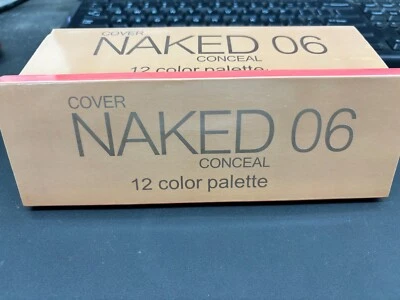 COVER
NAKED 06
CONCEAL
12 color palette
COVER
NAKED 06
CONCEAL
12 color palette